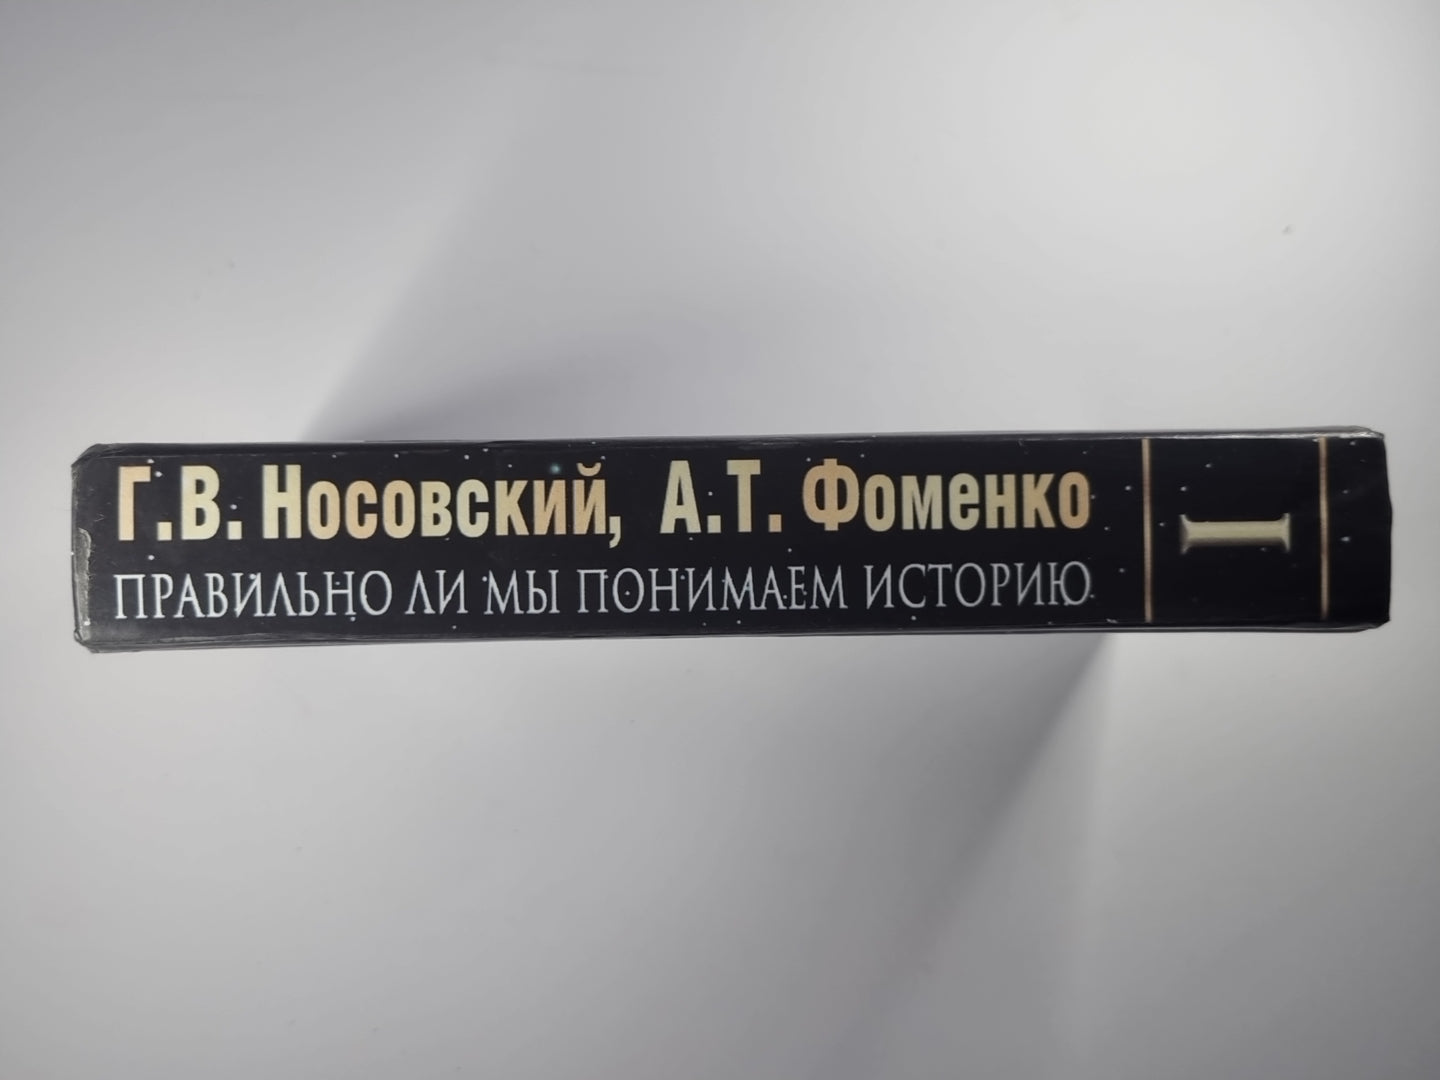 Г.В. Носовский, А.Т. Фоменко
ПРАВИЛЬНО ЛИ МЫ ПОНИМАЕМ ИСТОРИЮ
I